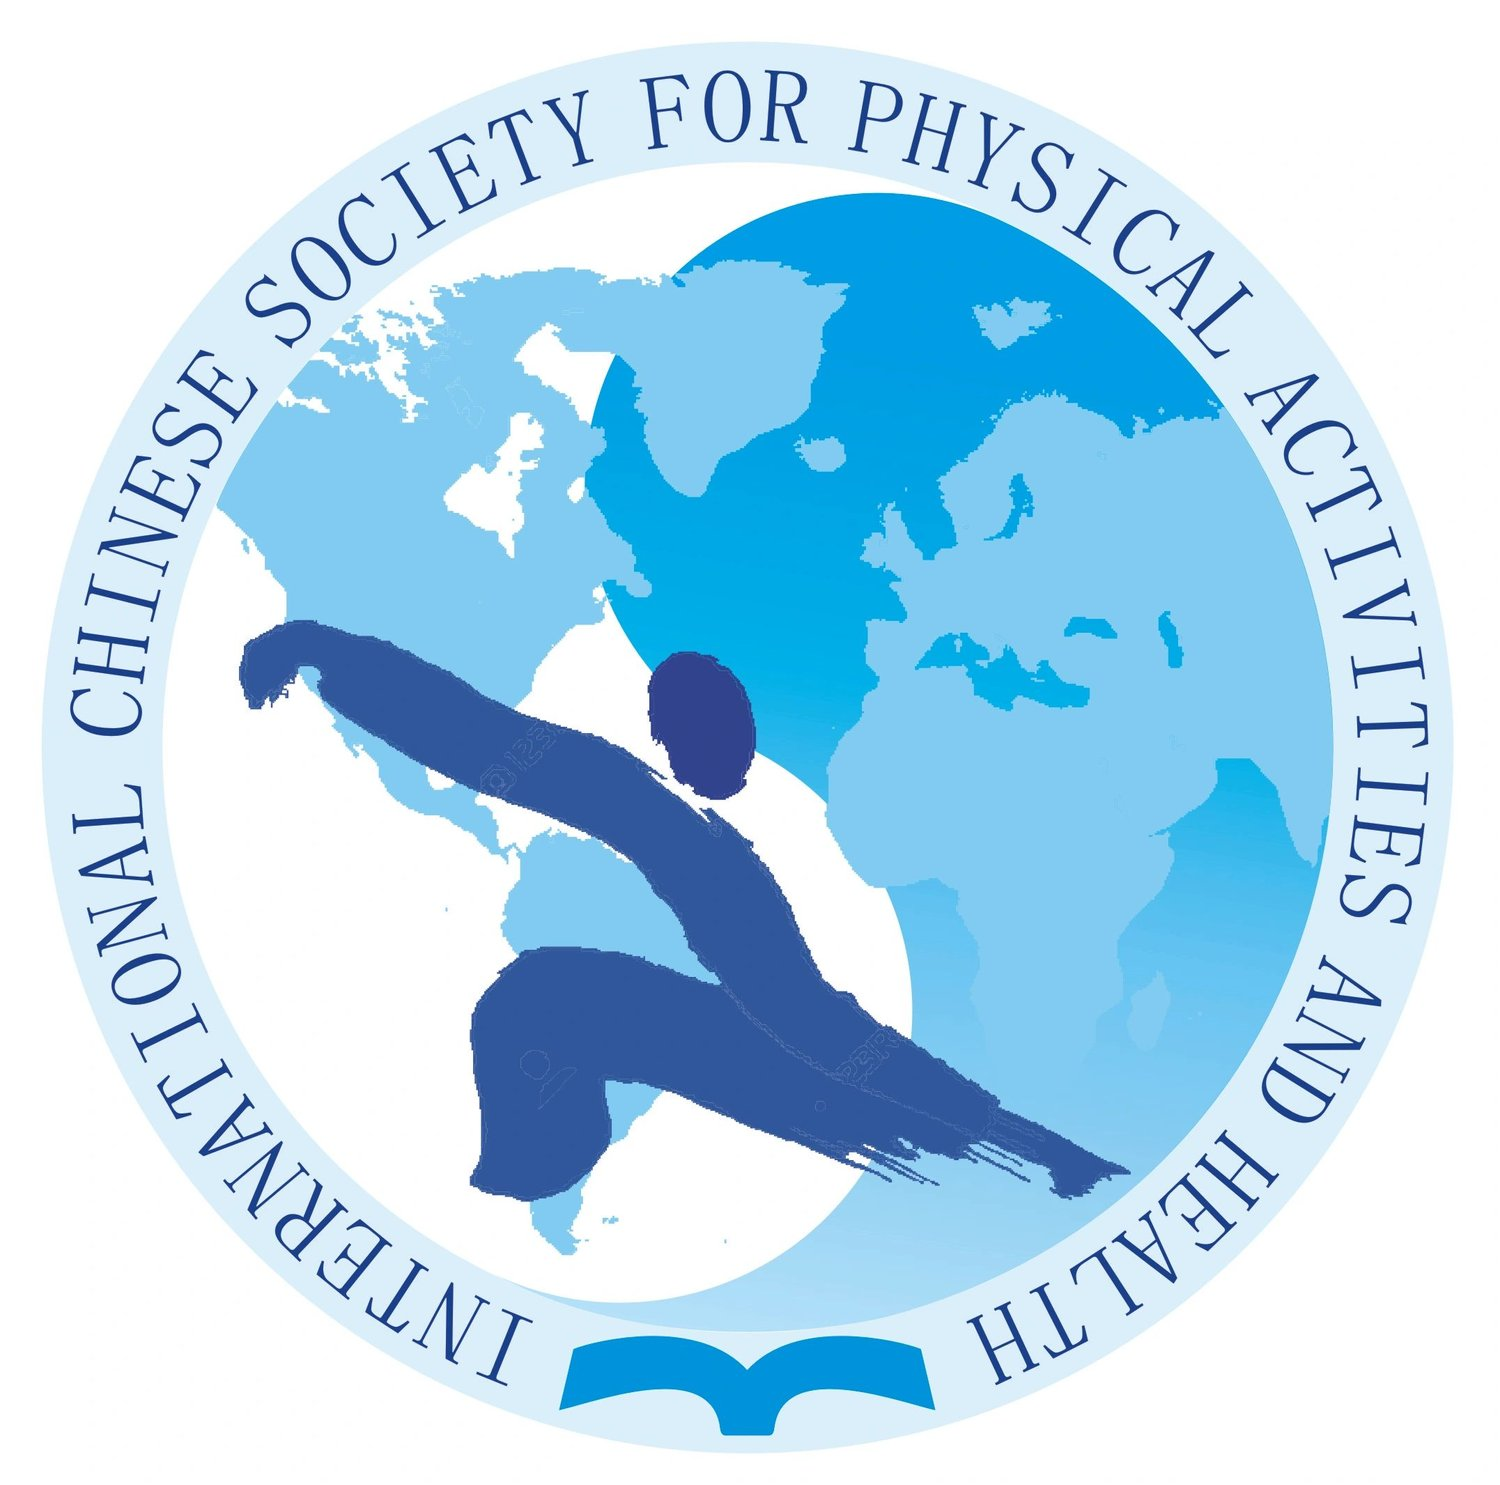 INTERNATIONAL CHINESE SOCIETY FOR PHYSICAL ACTIVITIES AND HEALTH